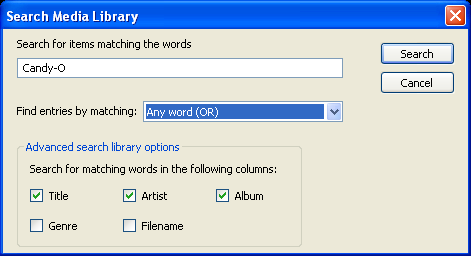 Search Media Library
Search for items matching the words
Search
Candy-O
Cancel
Find entries by matching: Any word (OR)
Advanced search library options
Search for matching words in the following columns:
Title Artist Album
Genre Filename